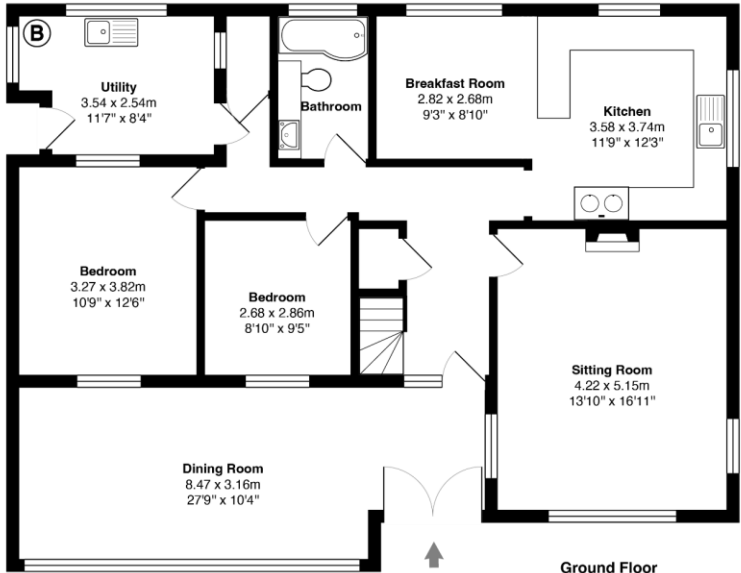 B
Utility
3.54 x 2.54m
11'7" x 8'4"
Bathroom
Breakfast Room
2.82 x 2.68m
9'3" x 8'10"
Kitchen
3.58 x 3.74m
11'9" x 12'3"
Bedroom
3.27 x 3.82m
10'9" x 12'6"
Bedroom
2.68 x 2.86m
8'10" x 9'5"
Sitting Room
4.22 x 5.15m
13'10" x 16'11"
Dining Room
8.47 x 3.16m
27'9" x 10'4"
Ground Floor